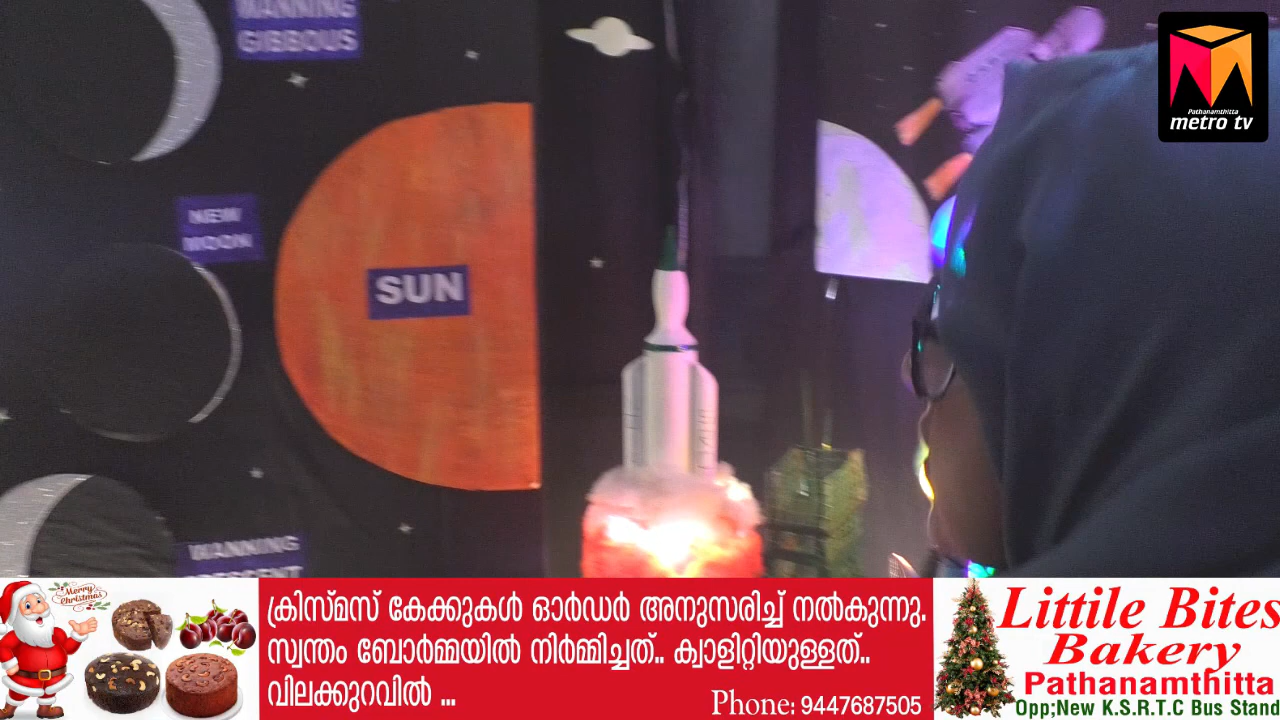 WANNING
GIBBOUS
NEW
MOON
SUN
WANNING
Pathanamthitta
metro tv
ക്രിസ്മസ് കേക്കുകൾ ഓർഡർ അനുസരിച്ച് നൽകുന്നു.
സ്വന്തം ബോർമ്മയിൽ നിർമ്മിച്ചത്.. ക്വാളിറ്റിയുള്ളത്..
വിലക്കുറവിൽ ...
Phone: 9447687505
Merry
Christmas
Littile Bites
Bakery
Pathanamthitta
Opp;New K.S.R.T.C Bus Stand